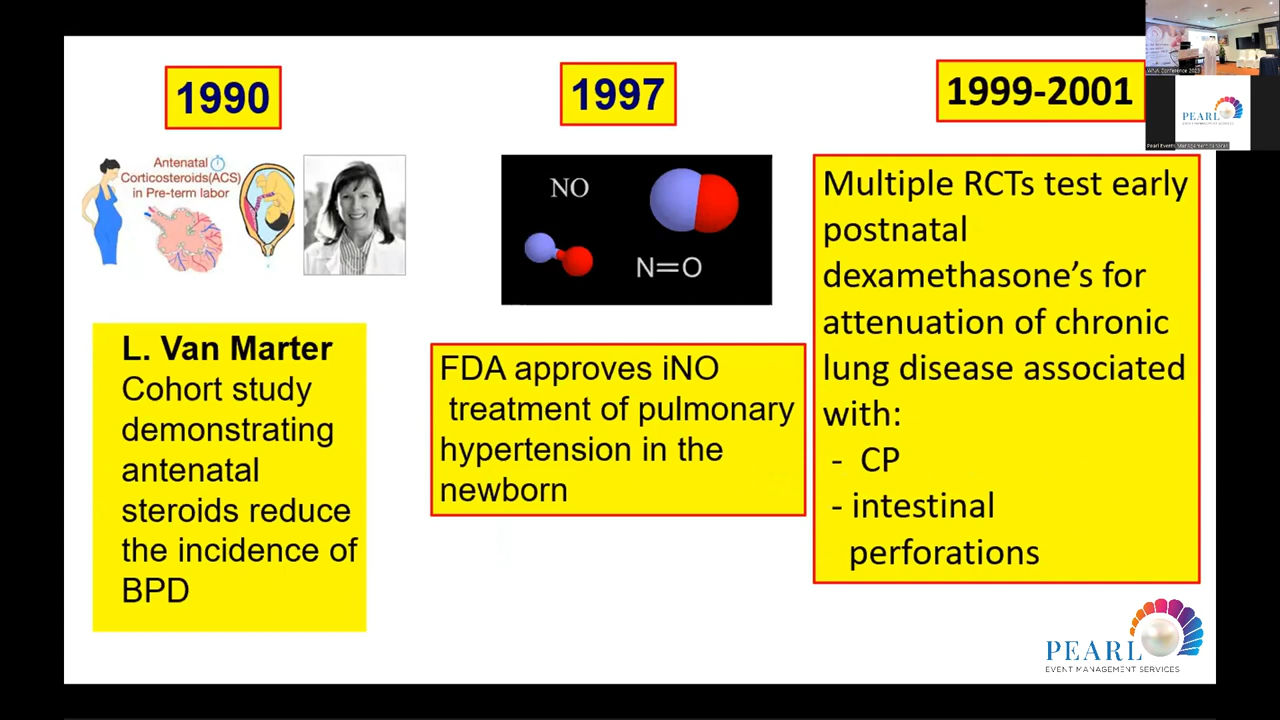 1990
Antenatal
Corticosteroids(ACS)
in Pre-term labor
L. Van Marter
Cohort study
demonstrating
antenatal
steroids reduce
the incidence of
BPD
1997
NO
N=O
FDA approves iNO
treatment of pulmonary
hypertension in the
newborn
1999-2001
Multiple RCTs test early
postnatal
dexamethasone’s for
attenuation of chronic
lung disease associated
with:
- CP
- intestinal
perforations
PEARL
EVENT MANAGEMENT SERVICES
PEARL